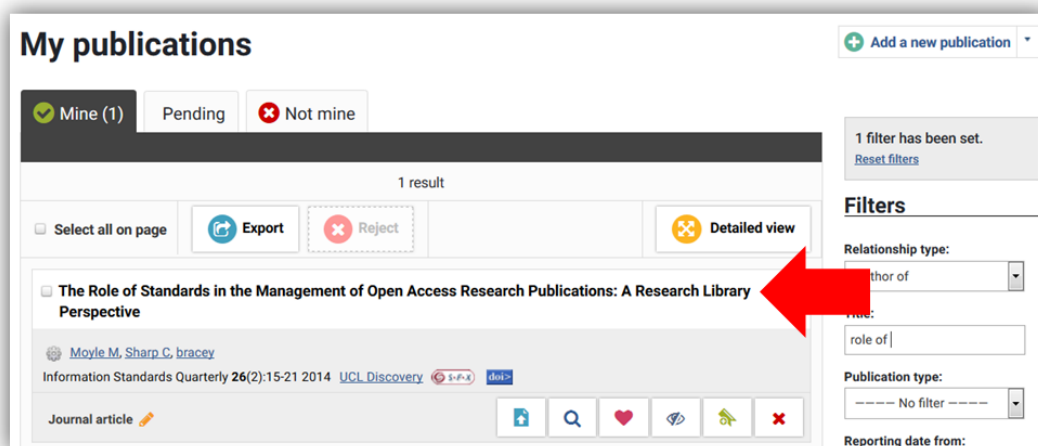 My publications
Add a new publication
Mine (1)
Pending
Not mine
1 filter has been set.
Reset filters
1 result
Filters
Select all on page
Export
Reject
Detailed view
Relationship type:
thor of
The Role of Standards in the Management of Open Access Research Publications: A Research Library
Perspective
Title:
role of
Moyle M, Sharp C, bracey
Information Standards Quarterly 26(2):15-21 2014 UCL Discovery S·F·X doi>
Publication type:
–––– No filter ––––
Journal article
Reporting date from: